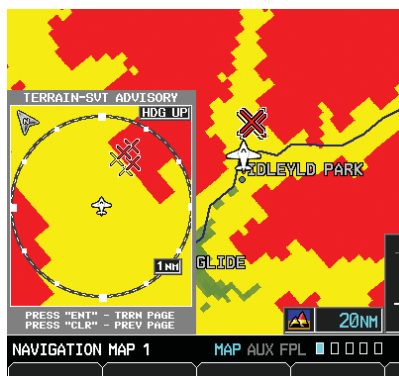 TERRAIN-SVT ADVISORY
N
HDG UP
IDLEYLD PARK
1NM
GLIDE
PRESS "ENT" - TRRN PAGE
PRESS "CLR" - PREV PAGE
20NM
NAVIGATION MAP 1
MAP AUX FPL